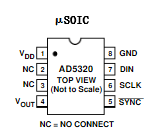 μSOIC
VDD 1
NC 2
NC 3
VOUT 4
AD5320
TOP VIEW
(Not to Scale)
8 GND
7 DIN
6 SCLK
5 SYNC
NC = NO CONNECT